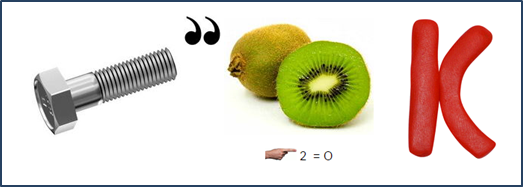 ,,
2 = O
K